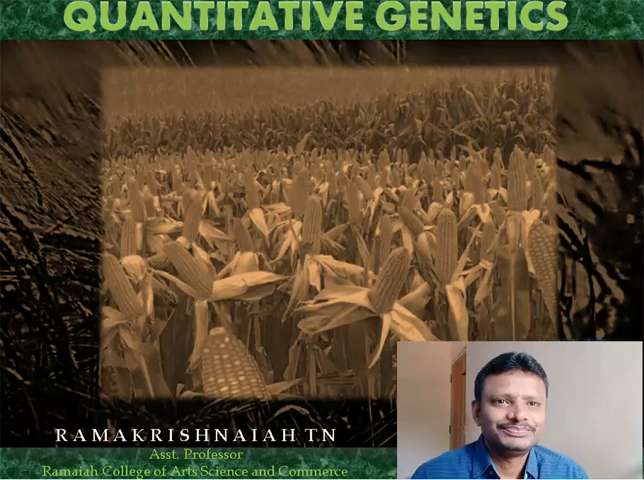 QUANTITATIVE GENETICS
RAMAKRISHNAIAH TN
Asst. Professor
Ramaiah College of Arts Science and Commerce